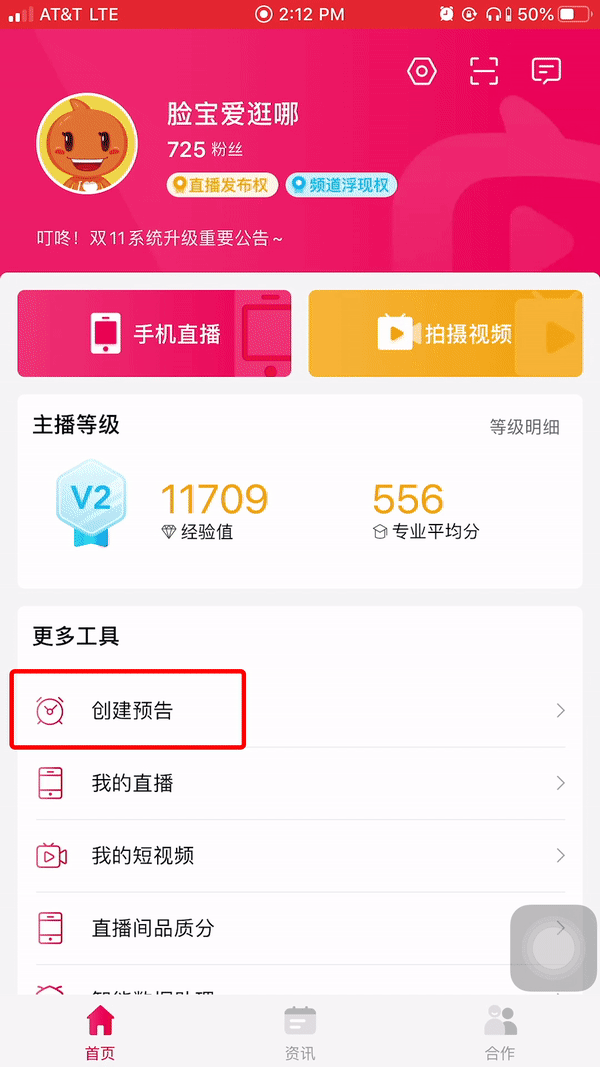 AT&T LTE 2:12 PM 50%
脸宝爱逛哪
725 粉丝
直播发布权 频道浮现权
叮咚！双11系统升级重要公告~
手机直播 拍摄视频
主播等级 等级明细
V2 11709 556
经验值 专业平均分
更多工具
创建预告
我的直播
我的短视频
直播间品质分
首页 资讯 合作